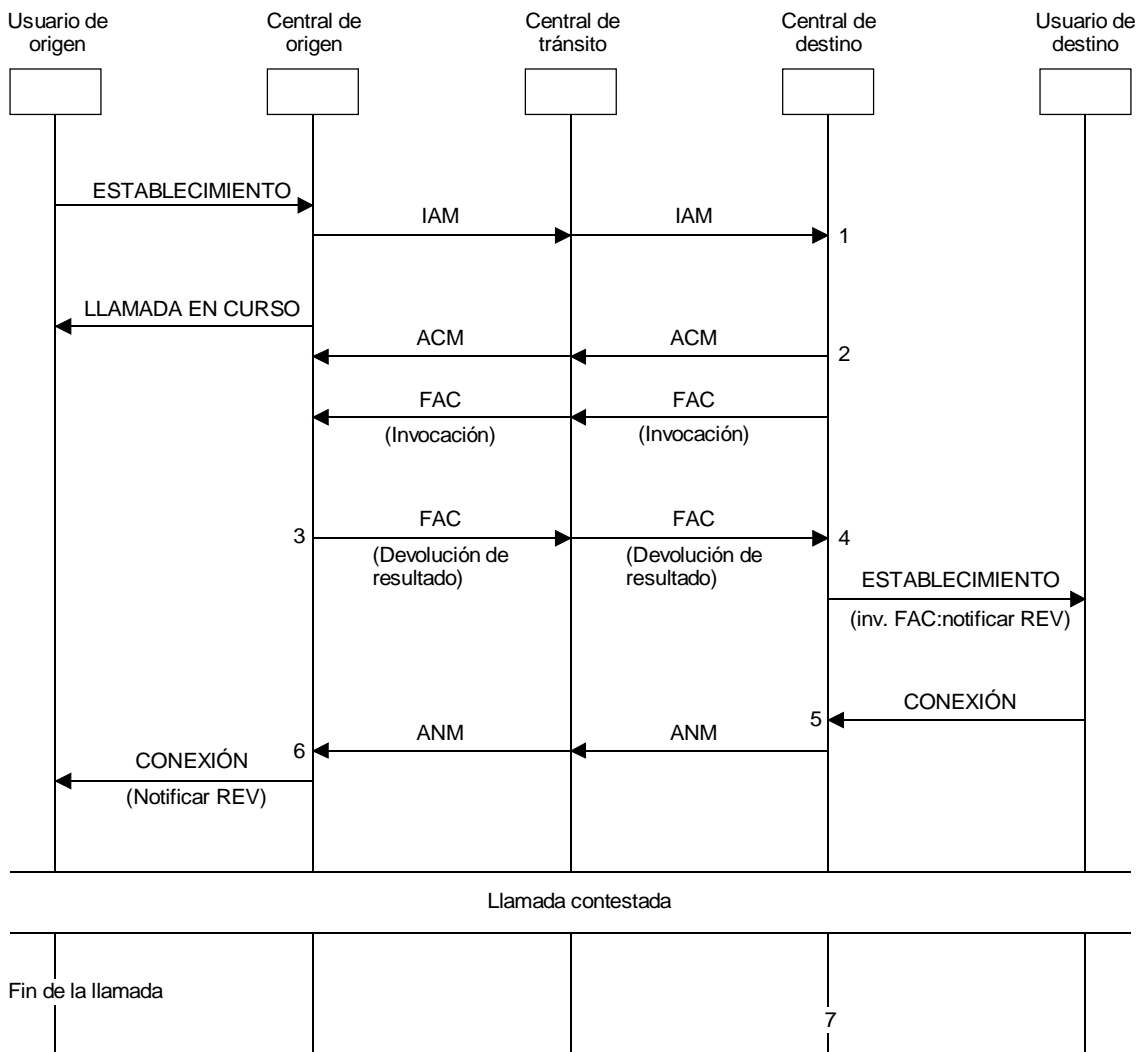 Usuario de
origen
Central de
origen
Central de
tránsito
Central de
destino
Usuario de
destino
ESTABLECIMIENTO
IAM
IAM
1
LLAMADA EN CURSO
ACM
ACM
2
FAC
(Invocación)
FAC
(Invocación)
3
FAC
(Devolución de
resultado)
FAC
(Devolución de
resultado)
4
ESTABLECIMIENTO
(inv. FAC:notificar REV)
CONEXIÓN
5
ANM
ANM
6
CONEXIÓN
(Notificar REV)
Llamada contestada
Fin de la llamada
7